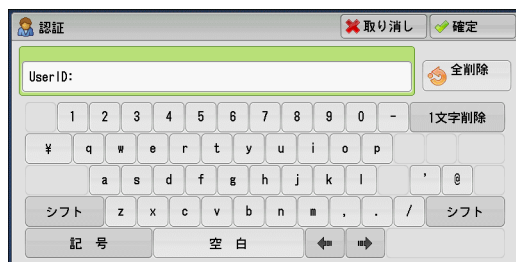 認証 取り消し 確定
UserID: 全削除
1 2 3 4 5 6 7 8 9 0 - 1文字削除
¥ q w e r t y u i o p
a s d f g h j k l ' @
シフト z x c v b n m , . / シフト
記号 空白